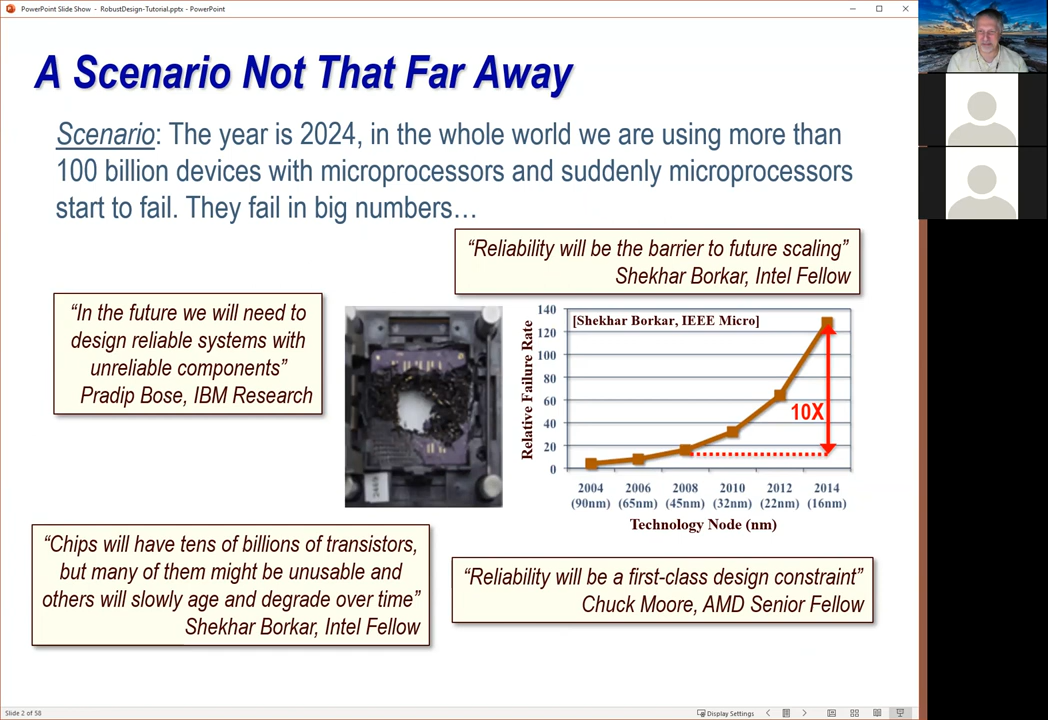 PowerPoint Slide Show - RobustDesign-Tutorial.pptx - PowerPoint
A Scenario Not That Far Away
Scenario: The year is 2024, in the whole world we are using more than
100 billion devices with microprocessors and suddenly microprocessors
start to fail. They fail in big numbers…
“Reliability will be the barrier to future scaling”
Shekhar Borkar, Intel Fellow
“In the future we will need to
design reliable systems with
unreliable components”
Pradip Bose, IBM Research
[Shekhar Borkar, IEEE Micro]
Relative Failure Rate
140
120
100
80
60
40
20
0
10X
2004 2006 2008 2010 2012 2014
(90nm) (65nm) (45nm) (32nm) (22nm) (16nm)
Technology Node (nm)
“Chips will have tens of billions of transistors,
but many of them might be unusable and
others will slowly age and degrade over time”
Shekhar Borkar, Intel Fellow
“Reliability will be a first-class design constraint”
Chuck Moore, AMD Senior Fellow
Slide 2 of 58
Display Settings